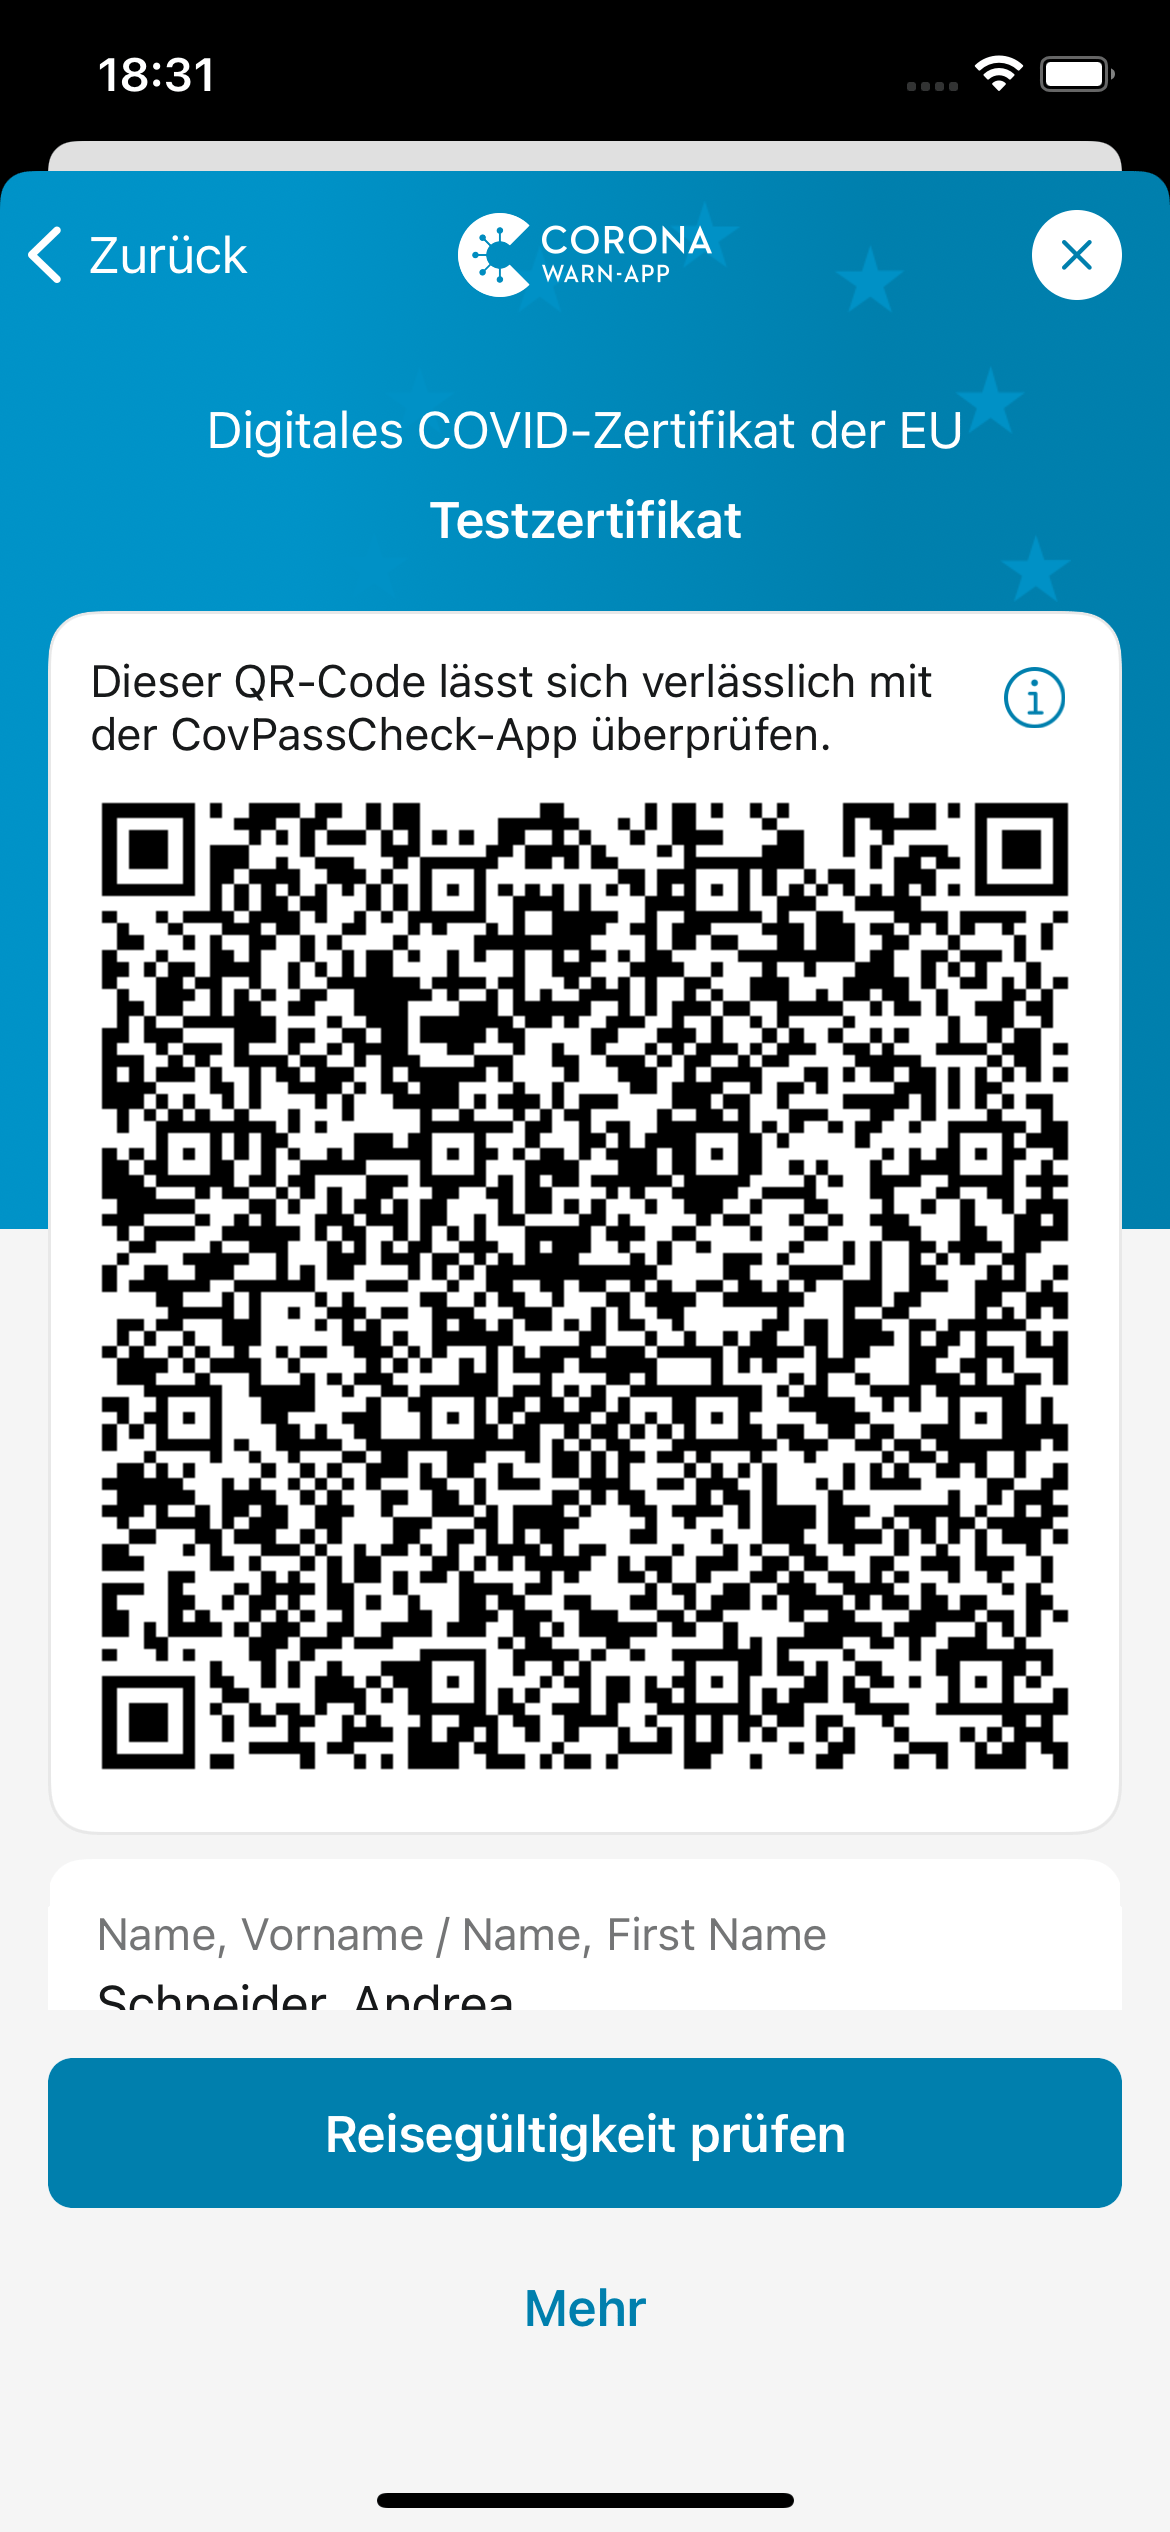 18:31
Zurück
CORONA
WARN-APP
Digitales COVID-Zertifikat der EU
Testzertifikat
Dieser QR-Code lässt sich verlässlich mit
der CovPassCheck-App überprüfen.
Name, Vorname / Name, First Name
Schneider, Andrea
Reisegültigkeit prüfen
Mehr